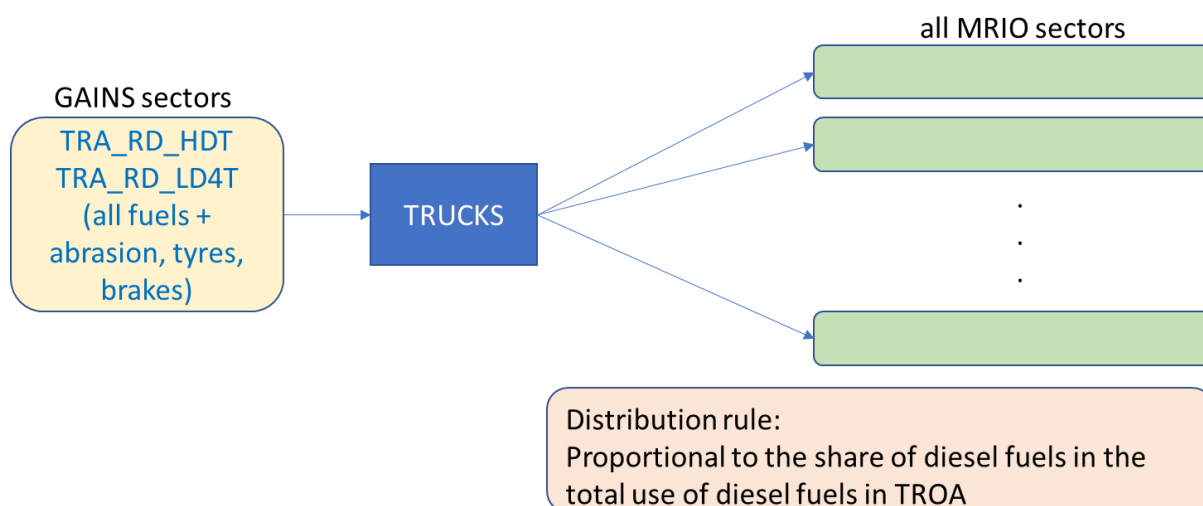 all MRIO sectors
GAINS sectors
TRA_RD_HDT
TRA_RD_LD4T
(all fuels +
abrasion, tyres,
brakes)
TRUCKS
.
.
.
Distribution rule:
Proportional to the share of diesel fuels in the
total use of diesel fuels in TROA